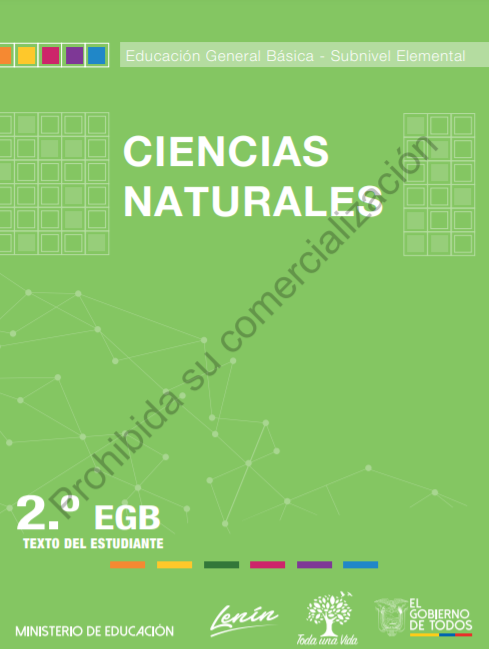 Educación General Básica - Subnivel Elemental
CIENCIAS
NATURALES
Prohibida su comercialización
2.º EGB
TEXTO DEL ESTUDIANTE
MINISTERIO DE EDUCACIÓN
Lenín
Toda una Vida
EL
GOBIERNO
DE TODOS